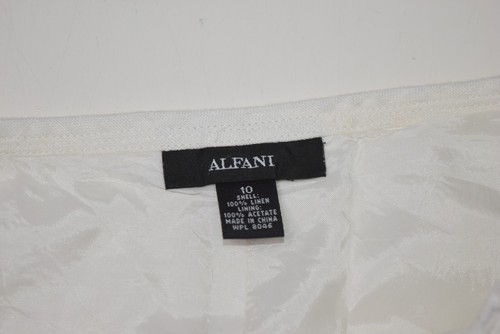 ALFANI
10
SHELL:
100% LINEN
LINING:
100% ACETATE
MADE IN CHINA
WPL 8046